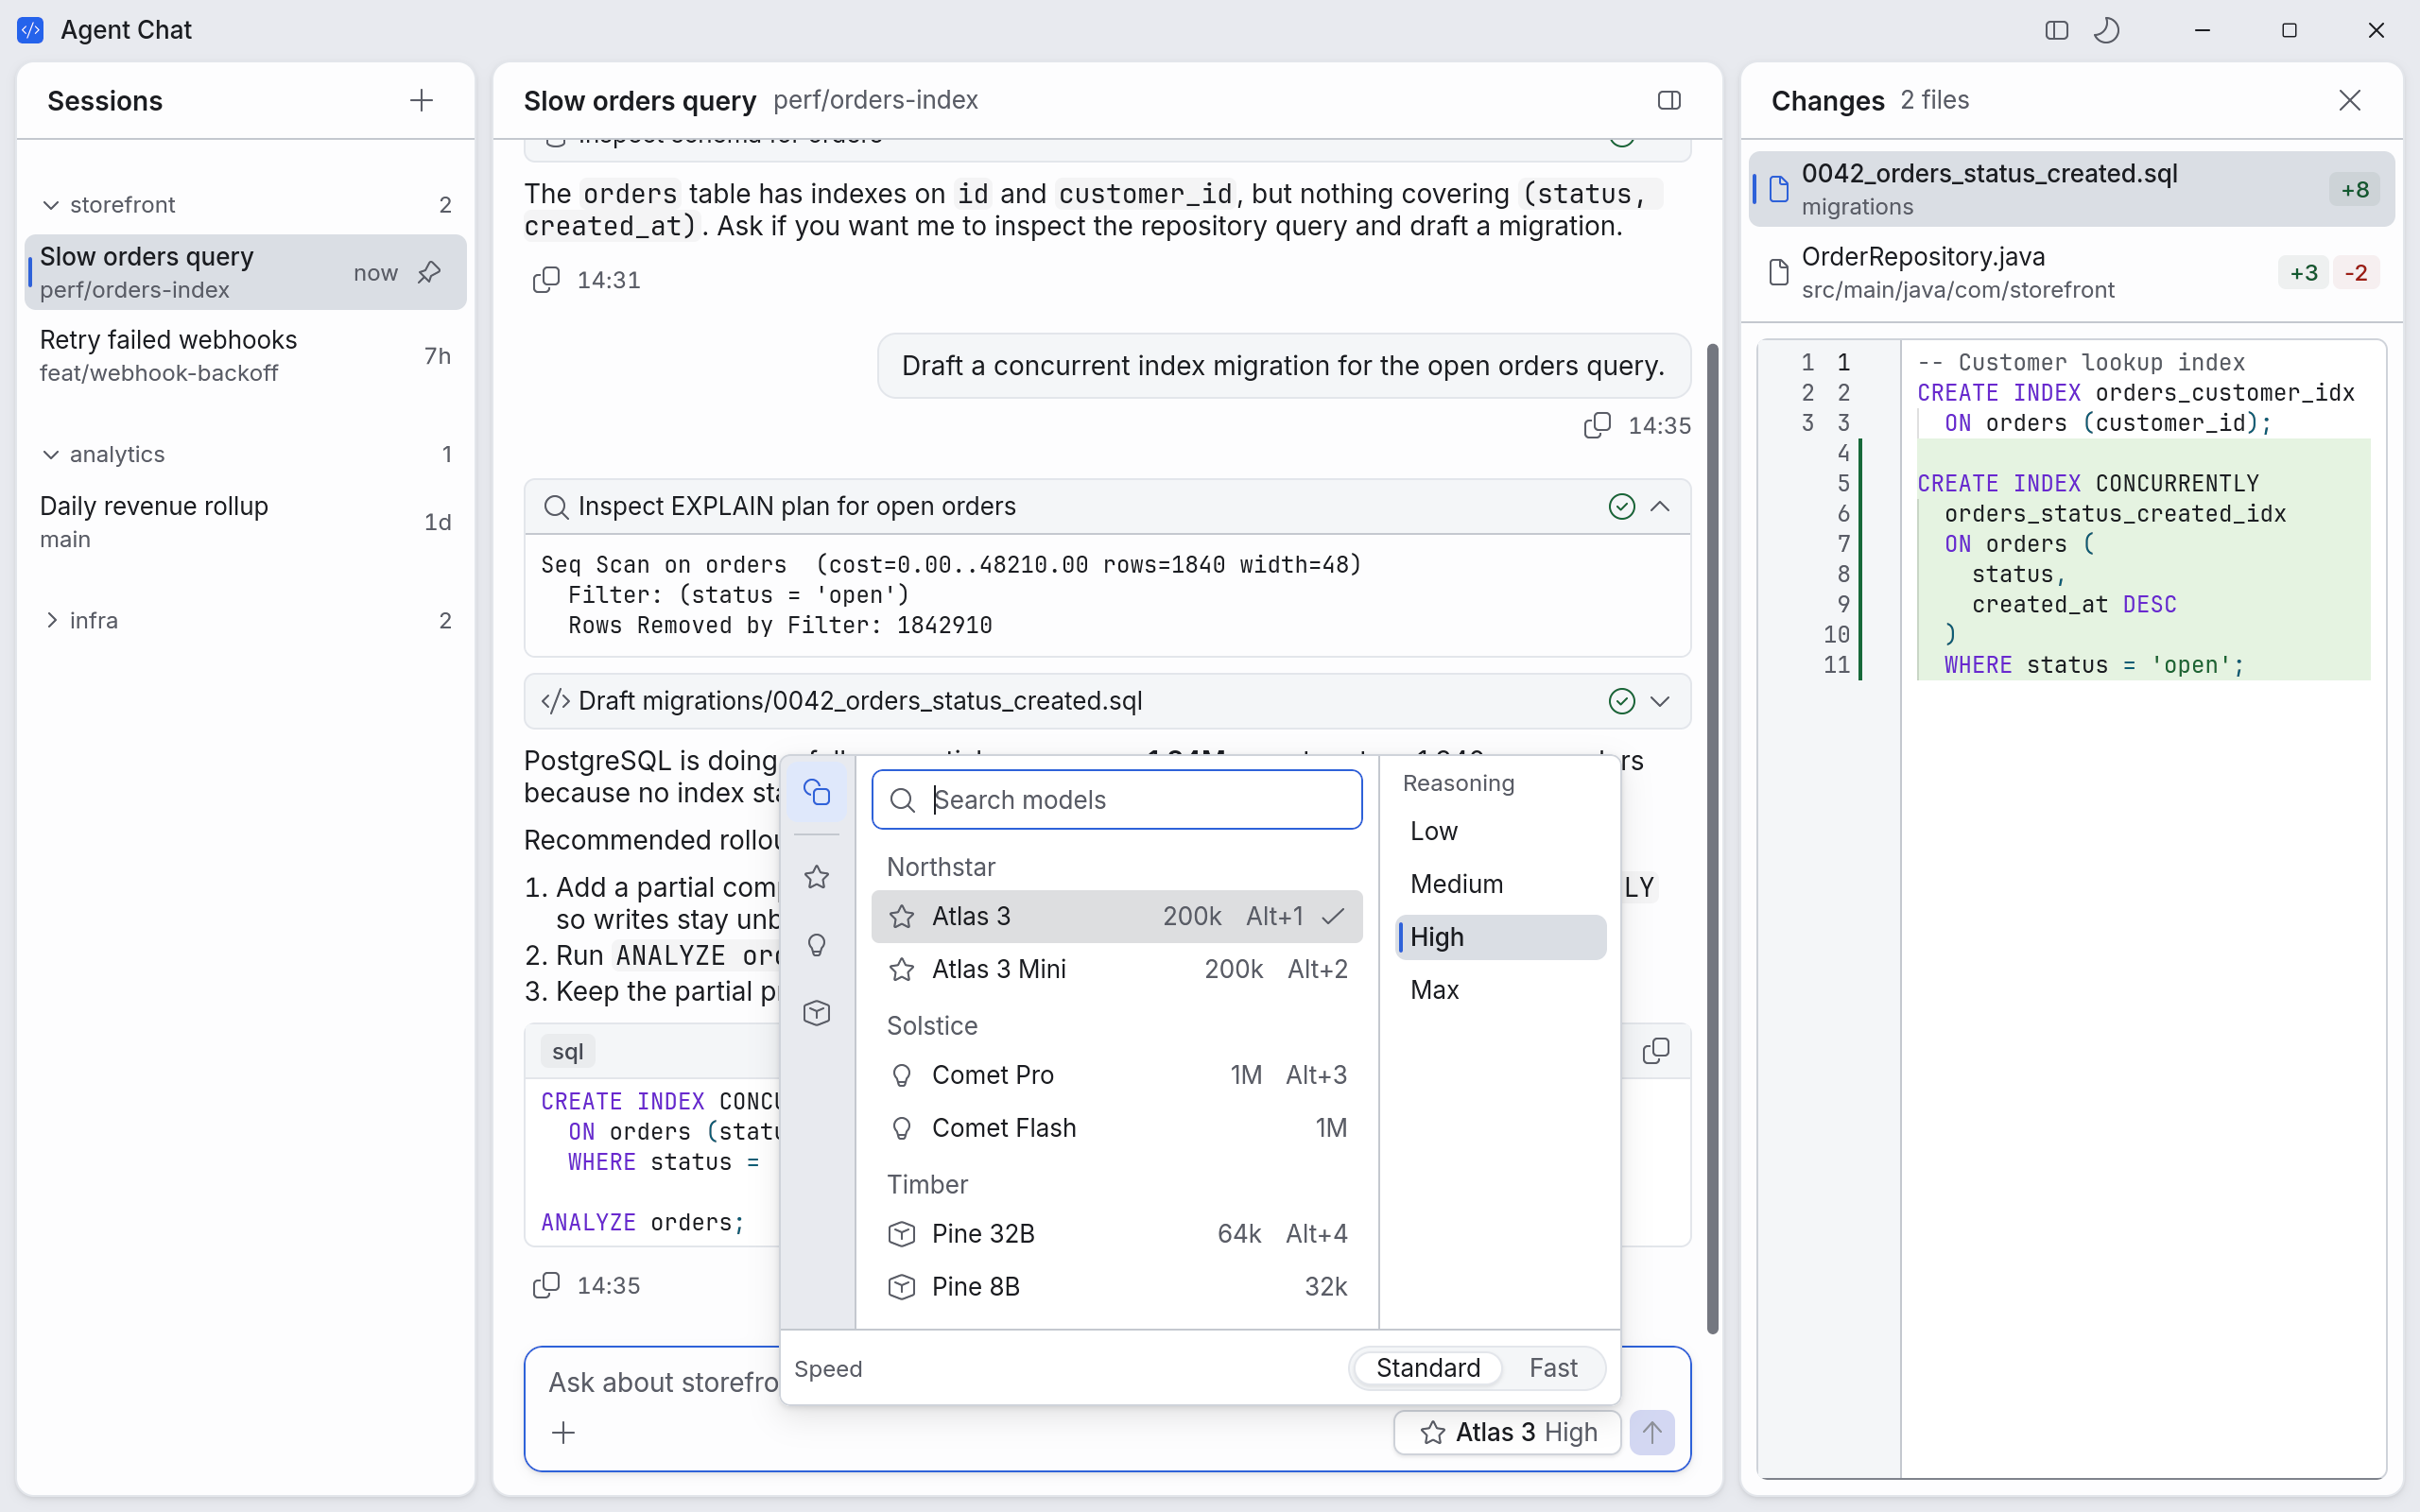 Agent Chat
Sessions
storefront 2
Slow orders query now
perf/orders-index
Retry failed webhooks 7h
feat/webhook-backoff
analytics 1
Daily revenue rollup 1d
main
infra 2
Slow orders query perf/orders-index
The orders table has indexes on id and customer_id, but nothing covering (status,
created_at). Ask if you want me to inspect the repository query and draft a migration.
14:31
Draft a concurrent index migration for the open orders query.
14:35
Inspect EXPLAIN plan for open orders
Seq Scan on orders (cost=0.00..48210.00 rows=1840 width=48)
Filter: (status = 'open')
Rows Removed by Filter: 1842910
Draft migrations/0042_orders_status_created.sql
PostgreSQL is doing
because no index
Recommended
1. Add a partial
so writes stay
2. Run ANALYZE
3. Keep the partial
sql
CREATE INDEX
ON orders
WHERE status =
ANALYZE orders;
14:35
Search models
Northstar
Atlas 3 200k Alt+1
Atlas 3 Mini 200k Alt+2
Solstice
Comet Pro 1M Alt+3
Comet Flash 1M
Timber
Pine 32B 64k Alt+4
Pine 8B 32k
Reasoning
Low
Medium
High
Max
Speed Standard Fast
Ask about
Atlas 3 High
Changes 2 files
0042_orders_status_created.sql +8
migrations
OrderRepository.java +3 -2
src/main/java/com/storefront
1 1 -- Customer lookup index
2 2 CREATE INDEX orders_customer_idx
3 3 ON orders (customer_id);
4
5 CREATE INDEX CONCURRENTLY
6 orders_status_created_idx
7 ON orders (
8 status,
9 created_at DESC
10 )
11 WHERE status = 'open';